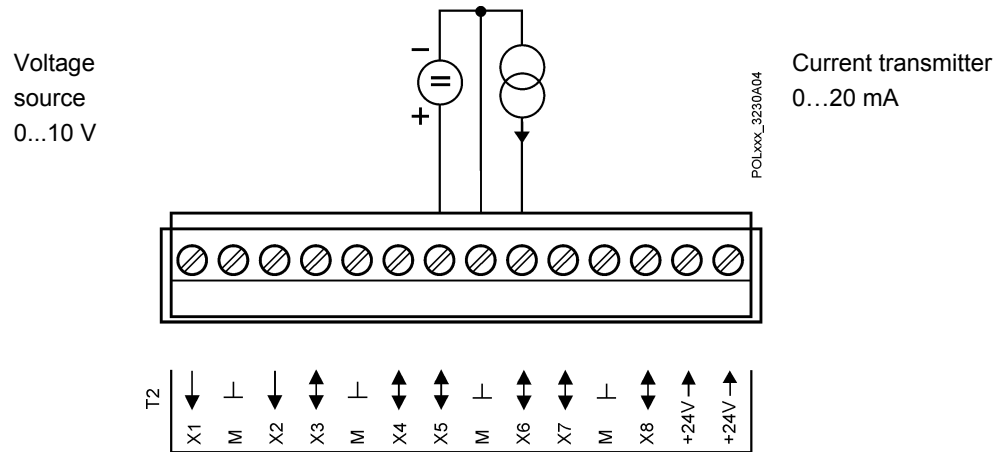 Voltage
source
0...10 V
−
+
=
Current transmitter
0…20 mA
POLxxx_3230A04
T2
X1
M
X2
X3
M
X4
X5
M
X6
X7
M
X8
+24V
+24V